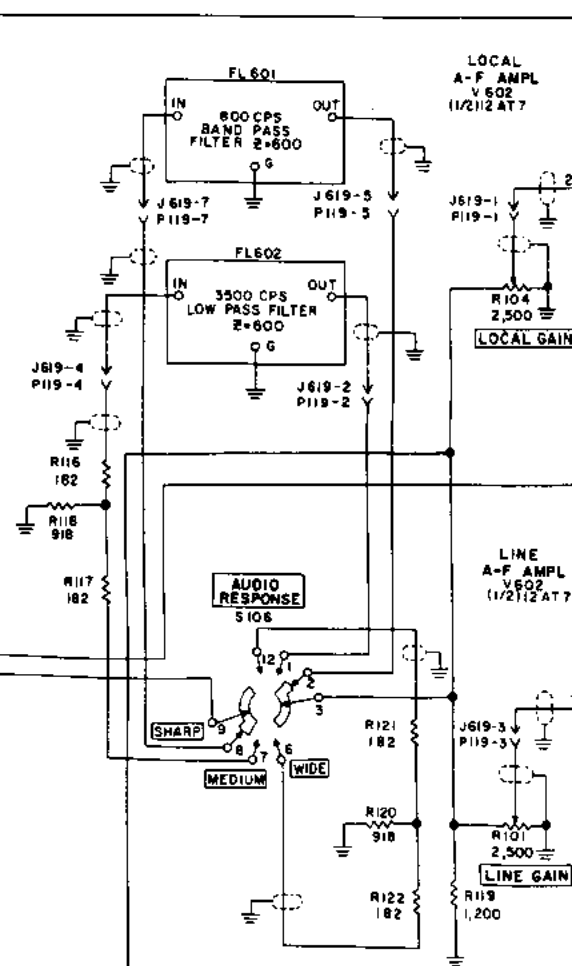 FL601
IN
OUT
800 CPS
BAND PASS
FILTER Z=600
G
J619-7
P119-7
J619-5
P119-5
LOCAL
A-F AMPL
V602
(1/2)12AT7
2
J619-1
P119-1
R104
2,500
LOCAL GAIN
FL602
IN
OUT
3500 CPS
LOW PASS FILTER
Z=600
G
J619-4
P119-4
J619-2
P119-2
R116
182
R118
918
R117
182
AUDIO
RESPONSE
S106
LINE
A-F AMPL
V602
(1/2)12AT7
12
1
2
3
SHARP
9
8
7
6
MEDIUM
WIDE
R121
182
J619-3
P119-3
R120
918
R101
2,500
LINE GAIN
R122
182
R119
1,200